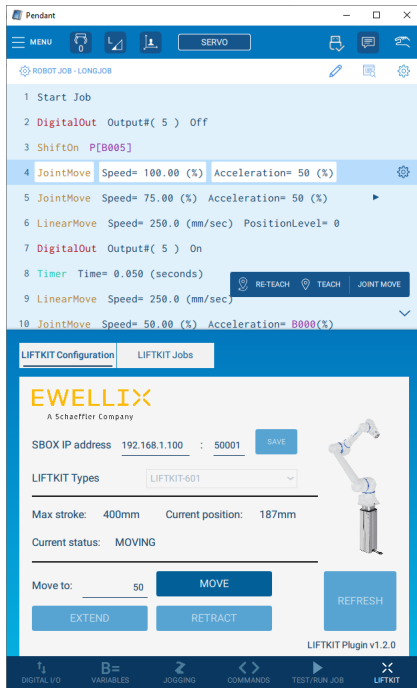 Pendant
MENU 0 L SERVO
ROBOT JOB - LONGJOB
1 Start Job
2 DigitalOut Output#( 5 ) Off
3 ShiftOn P[B005]
4 JointMove Speed= 100.00 (%) Acceleration= 50 (%)
5 JointMove Speed= 75.00 (%) Acceleration= 50 (%)
6 LinearMove Speed= 250.0 (mm/sec) PositionLevel= 0
7 DigitalOut Output#( 5 ) On
8 Timer Time= 0.050 (seconds)
RE-TEACH TEACH JOINT MOVE
9 LinearMove Speed= 250.0 (mm/sec)
10 JointMove Speed= 50.00 (%) Acceleration= B000(%)
LIFTKIT Configuration LIFTKIT Jobs
EWELLIX
A Schaeffler Company
SBOX IP address 192.168.1.100 : 50001 SAVE
LIFTKIT Types LIFTKIT-601
Max stroke: 400mm Current position: 187mm
Current status: MOVING
Move to: 50 MOVE
EXTEND RETRACT REFRESH
LIFTKIT Plugin v1.2.0
DIGITAL I/O VARIABLES JOGGING COMMANDS TEST/RUN JOB LIFTKIT